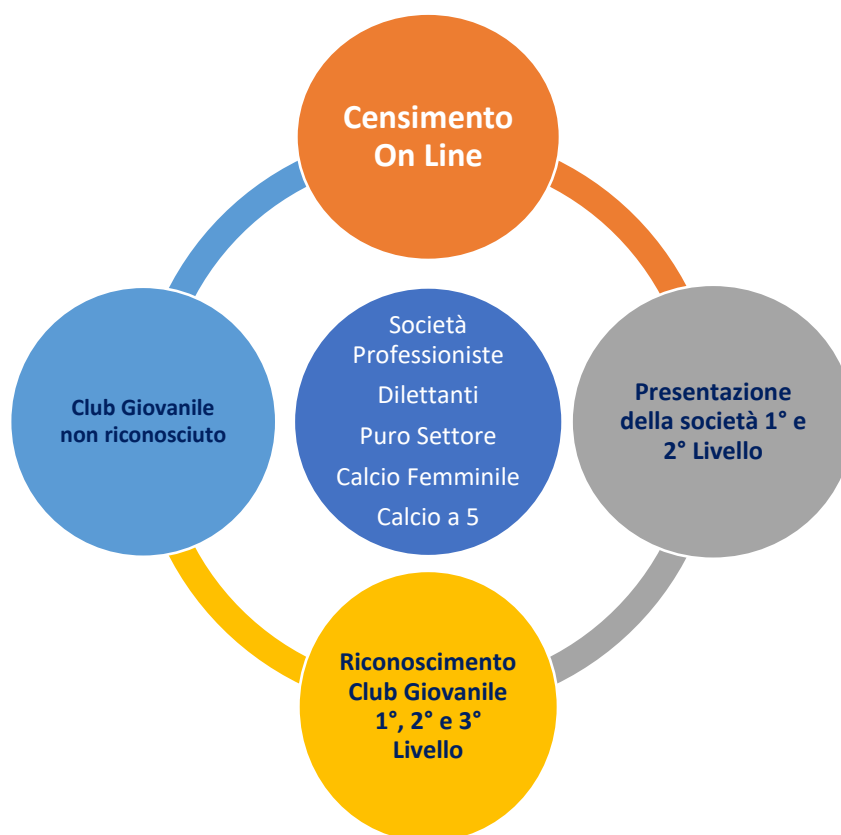 Censimento
On Line
Società
Professioniste
Dilettanti
Puro Settore
Calcio Femminile
Calcio a 5
Club Giovanile
non riconosciuto
Presentazione
della società 1° e
2° Livello
Riconoscimento
Club Giovanile
1°, 2° e 3°
Livello